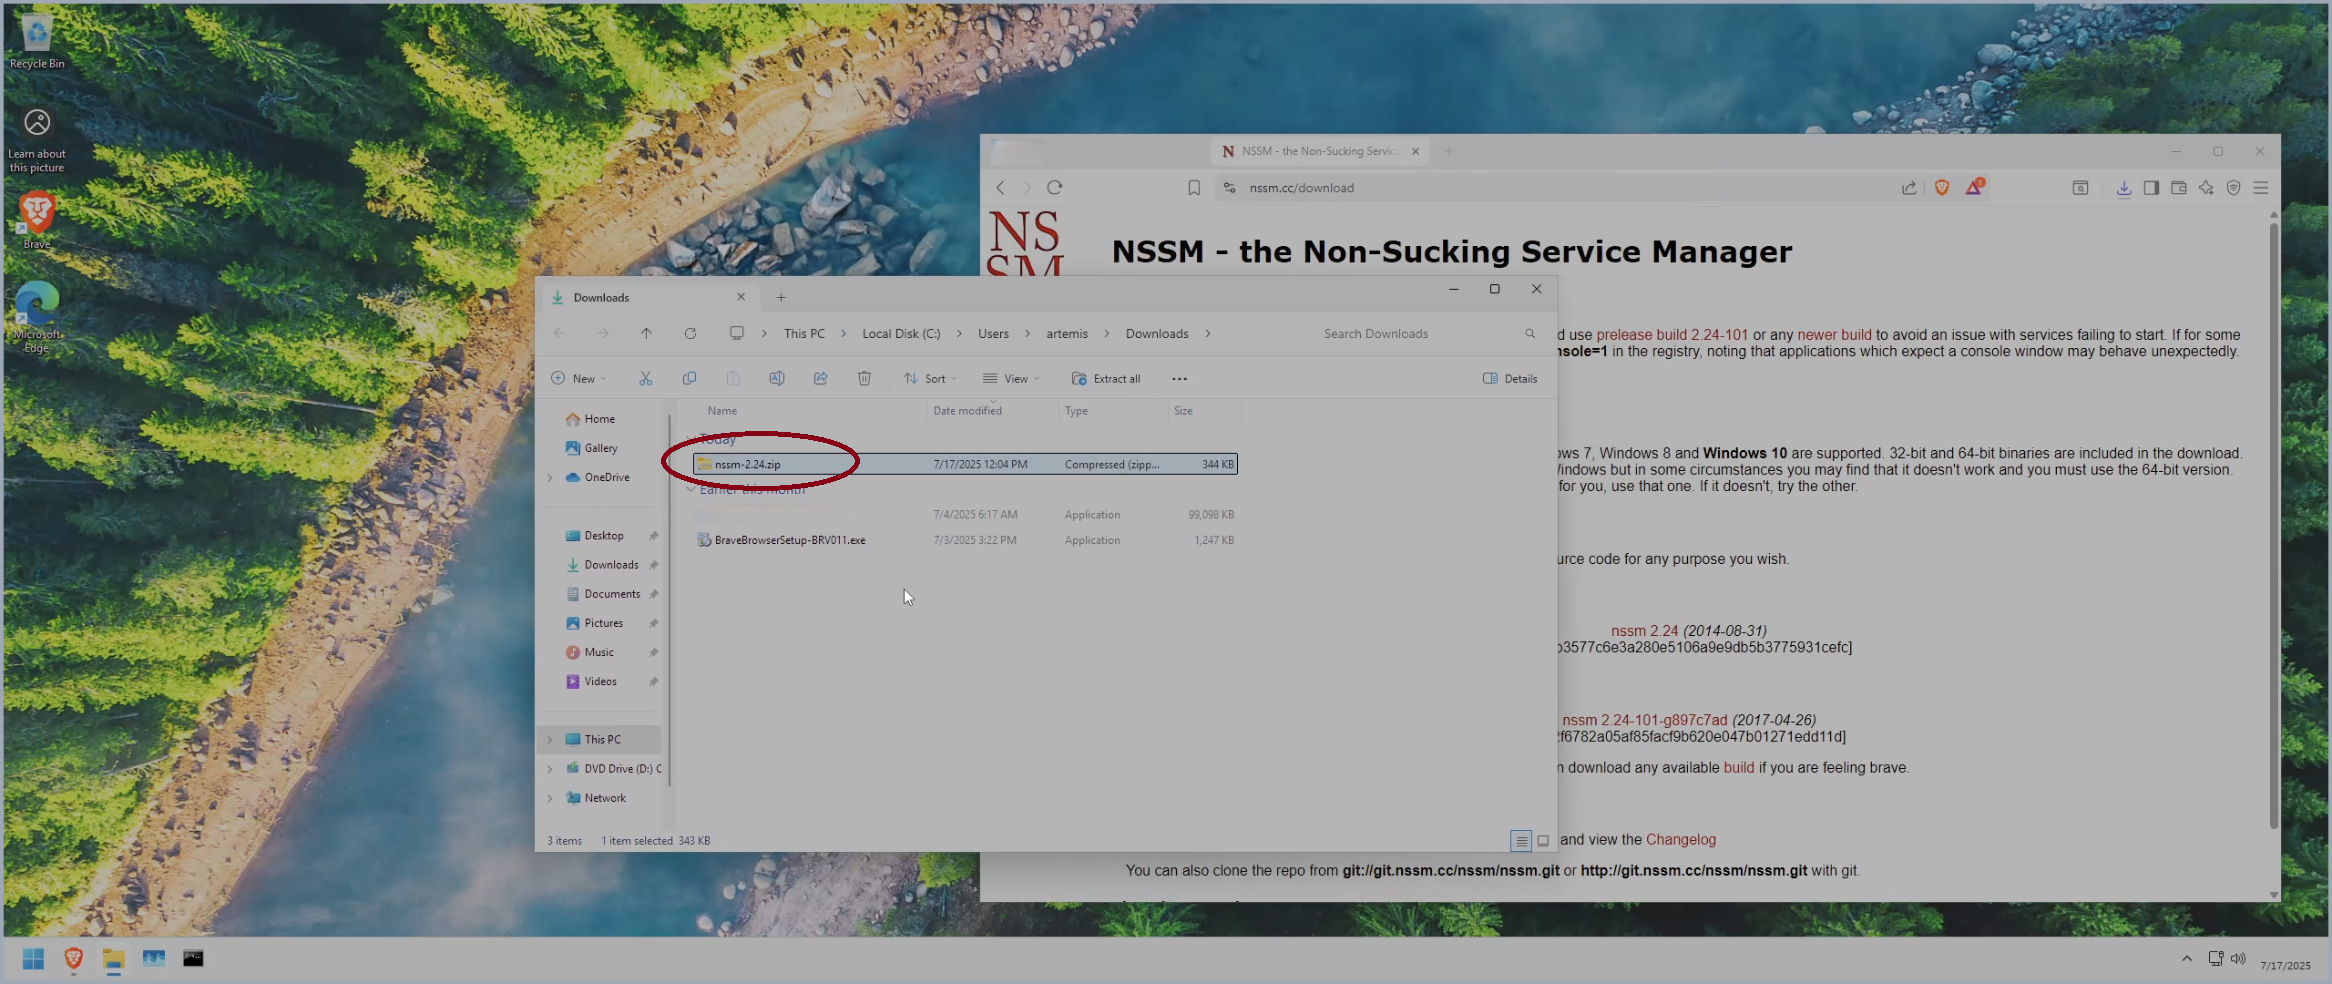 Recycle Bin
Learn about
this picture
Brave
Microsoft
Edge
NSSM - the Non-Sucking Servic
nssm.cc/download
NS
SM
NSSM - the Non-Sucking Service Manager
d use prelease build 2.24-101 or any newer build to avoid an issue with services failing to start. If for some
nsole=1 in the registry, noting that applications which expect a console window may behave unexpectedly.
ows 7, Windows 8 and Windows 10 are supported. 32-bit and 64-bit binaries are included in the download.
Windows but in some circumstances you may find that it doesn't work and you must use the 64-bit version.
for you, use that one. If it doesn't, try the other.
urce code for any purpose you wish.
nssm 2.24 (2014-08-31)
b3577c6e3a280e5106a9e9db5b3775931cefc]
nssm 2.24-101-g897c7ad (2017-04-26)
2f6782a05af85facf9b620e047b01271edd11d]
n download any available build if you are feeling brave.
and view the Changelog
You can also clone the repo from git://git.nssm.cc/nssm/nssm.git or http://git.nssm.cc/nssm/nssm.git with git.
Downloads
This PC > Local Disk (C:) > Users > artemis > Downloads >
Search Downloads
New
Sort
View
Extract all
Details
Home
Gallery
OneDrive
Desktop
Downloads
Documents
Pictures
Music
Videos
This PC
DVD Drive (D:) C
Network
Name Date modified Type Size
Today
nssm-2.24.zip 7/17/2025 12:04 PM Compressed (zipp... 344 KB
Earlier this month
7/4/2025 6:17 AM Application 99,098 KB
BraveBrowserSetup-BRV011.exe 7/3/2025 3:22 PM Application 1,247 KB
3 items 1 item selected 343 KB
7/17/2025